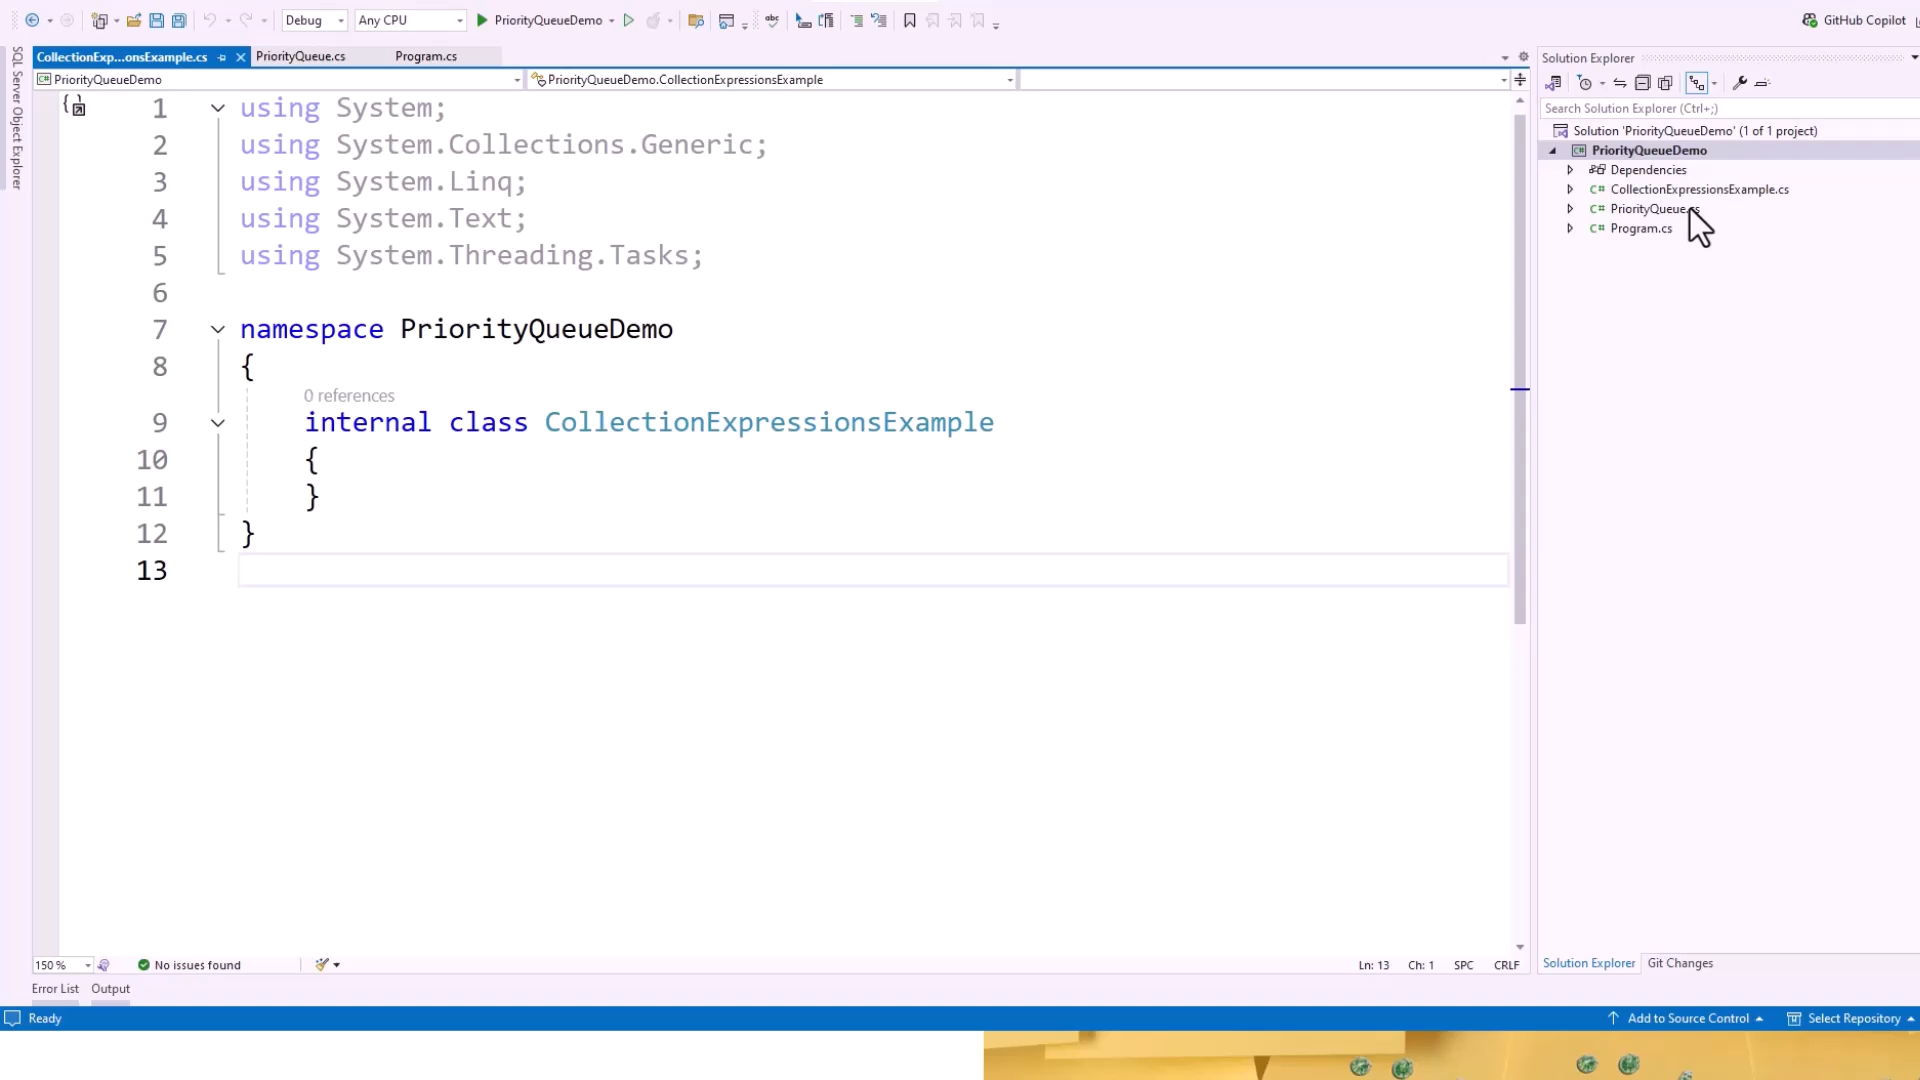 Debug
Any CPU
PriorityQueueDemo
GitHub Copilot
SQL Server Object Explorer
CollectionExp...onsExample.cs
PriorityQueue.cs
Program.cs
PriorityQueueDemo
PriorityQueueDemo.CollectionExpressionsExample
1 using System;
2 using System.Collections.Generic;
3 using System.Linq;
4 using System.Text;
5 using System.Threading.Tasks;
6
7 namespace PriorityQueueDemo
8 {
0 references
9 internal class CollectionExpressionsExample
10 {
11 }
12 }
13
Solution Explorer
Search Solution Explorer (Ctrl+;)
Solution 'PriorityQueueDemo' (1 of 1 project)
PriorityQueueDemo
Dependencies
CollectionExpressionsExample.cs
PriorityQueue.cs
Program.cs
150 %
No issues found
Ln: 13 Ch: 1 SPC CRLF
Solution Explorer Git Changes
Error List Output
Ready
Add to Source Control
Select Repository